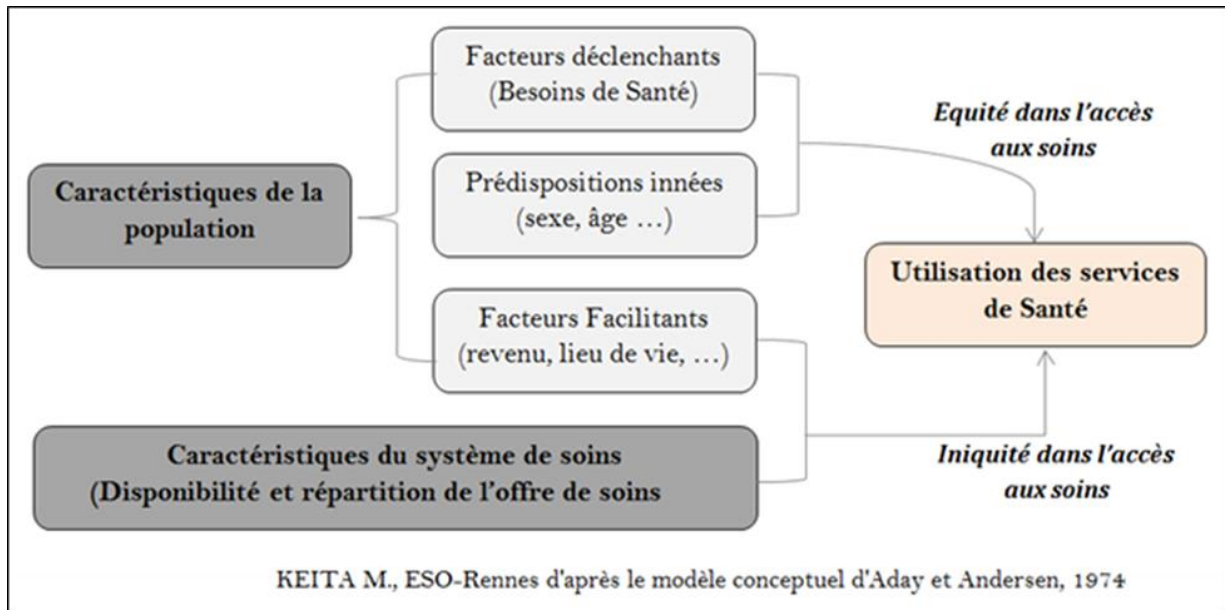 Facteurs déclenchants
(Besoins de Santé)
Equité dans l'accès
aux soins
Caractéristiques de la
population
Prédispositions innées
(sexe, âge ...)
Utilisation des services
de Santé
Facteurs Facilitants
(revenu, lieu de vie, ...)
Caractéristiques du système de soins
(Disponibilité et répartition de l'offre de soins
Iniquité dans l'accès
aux soins
KEITA M., ESO-Rennes d'après le modèle conceptuel d'Aday et Andersen, 1974